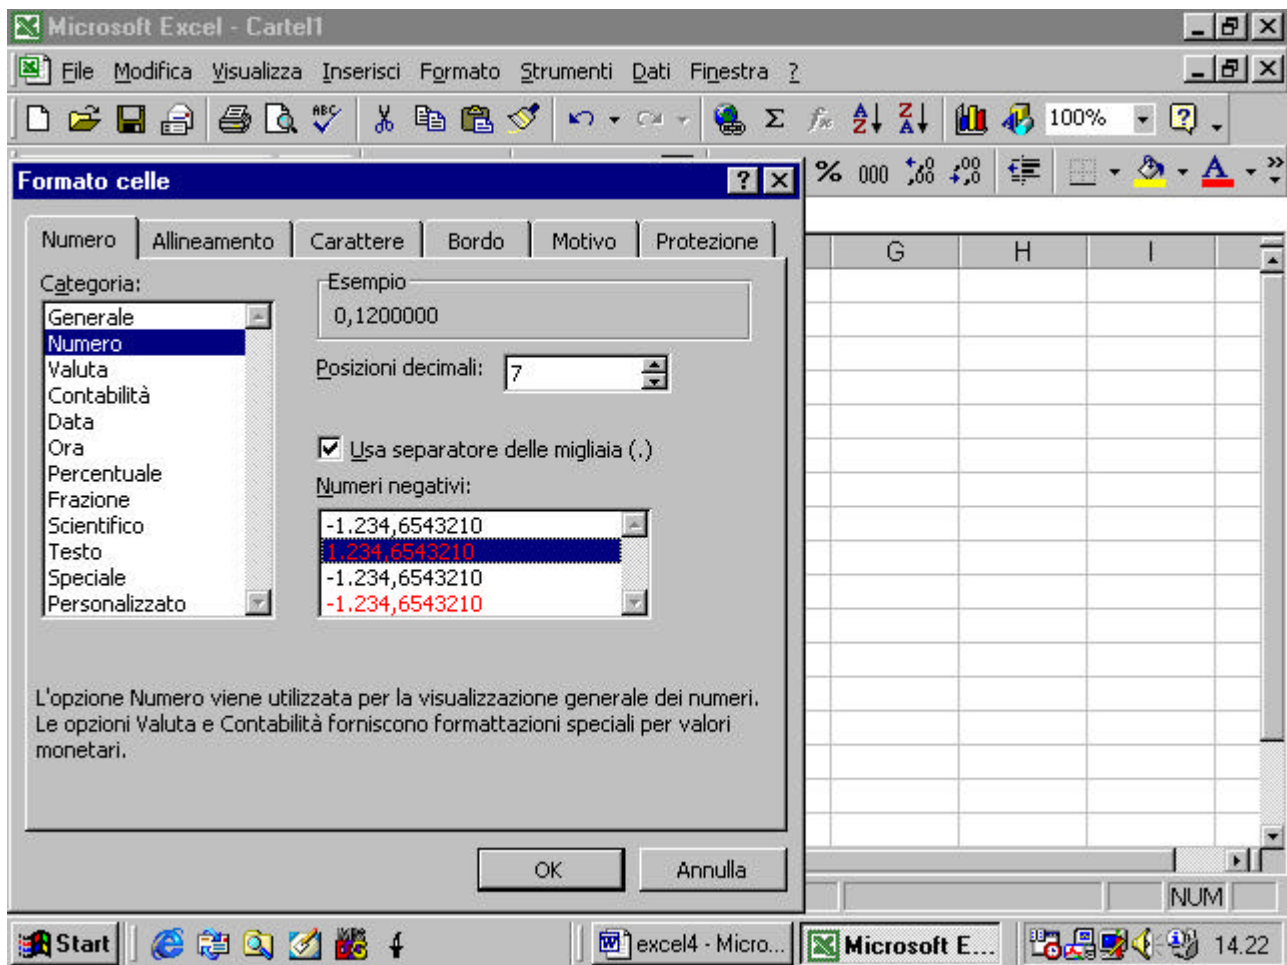 Microsoft Excel - Cartel1
File Modifica Visualizza Inserisci Formato Strumenti Dati Finestra ?
ABC Σ fx A Z Z A 100% ?
Formato celle
% 000 ,00 A
Numero Allineamento Carattere Bordo Motivo Protezione
G H I
Categoria:
Generale
Numero
Valuta
Contabilità
Data
Ora
Percentuale
Frazione
Scientifico
Testo
Speciale
Personalizzato
Esempio
0,1200000
Posizioni decimali: 7
Usa separatore delle migliaia (.)
Numeri negativi:
-1.234,6543210
1.234,6543210
-1.234,6543210
-1.234,6543210
L'opzione Numero viene utilizzata per la visualizzazione generale dei numeri.
Le opzioni Valuta e Contabilità forniscono formattazioni speciali per valori
monetari.
OK Annulla
NUM
Start excel4 - Micro... Microsoft E... 14.22